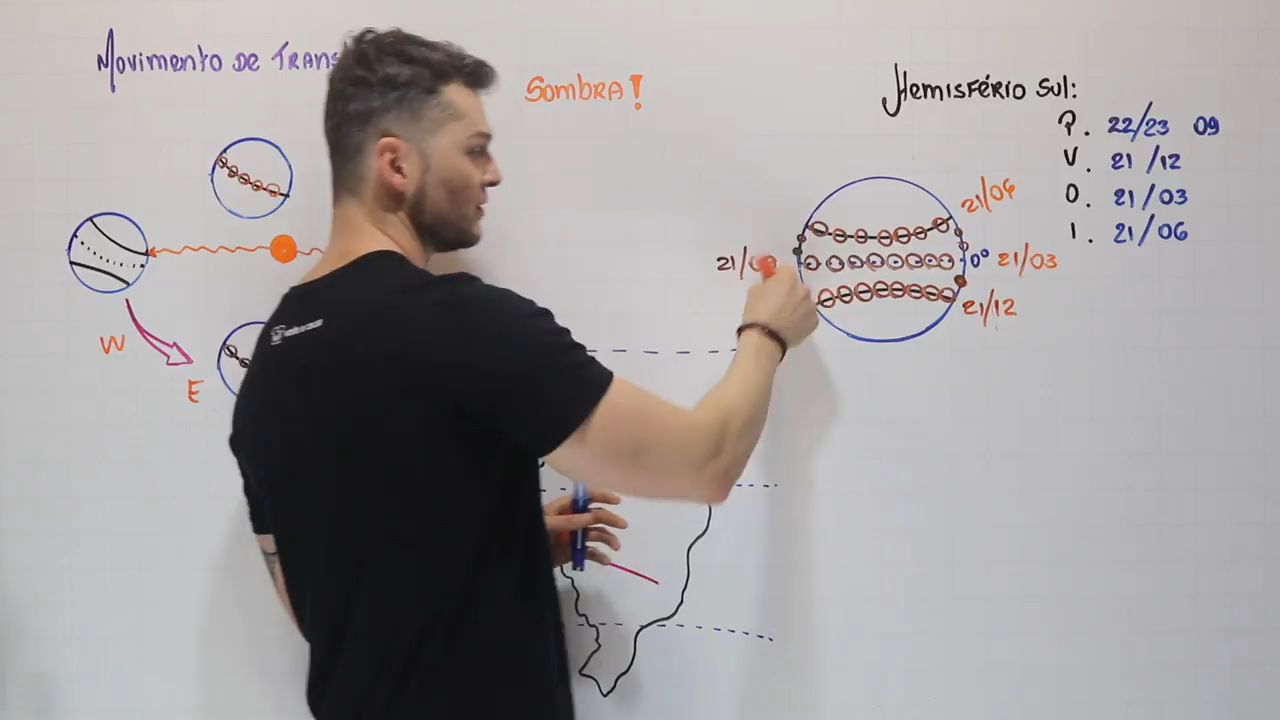 Movimento de
Sombra!
Hemisfério Sul:
P. 22/23 09
V. 21/12
O. 21/03
I. 21/06
21/06
0° 21/03
21/12
W
E